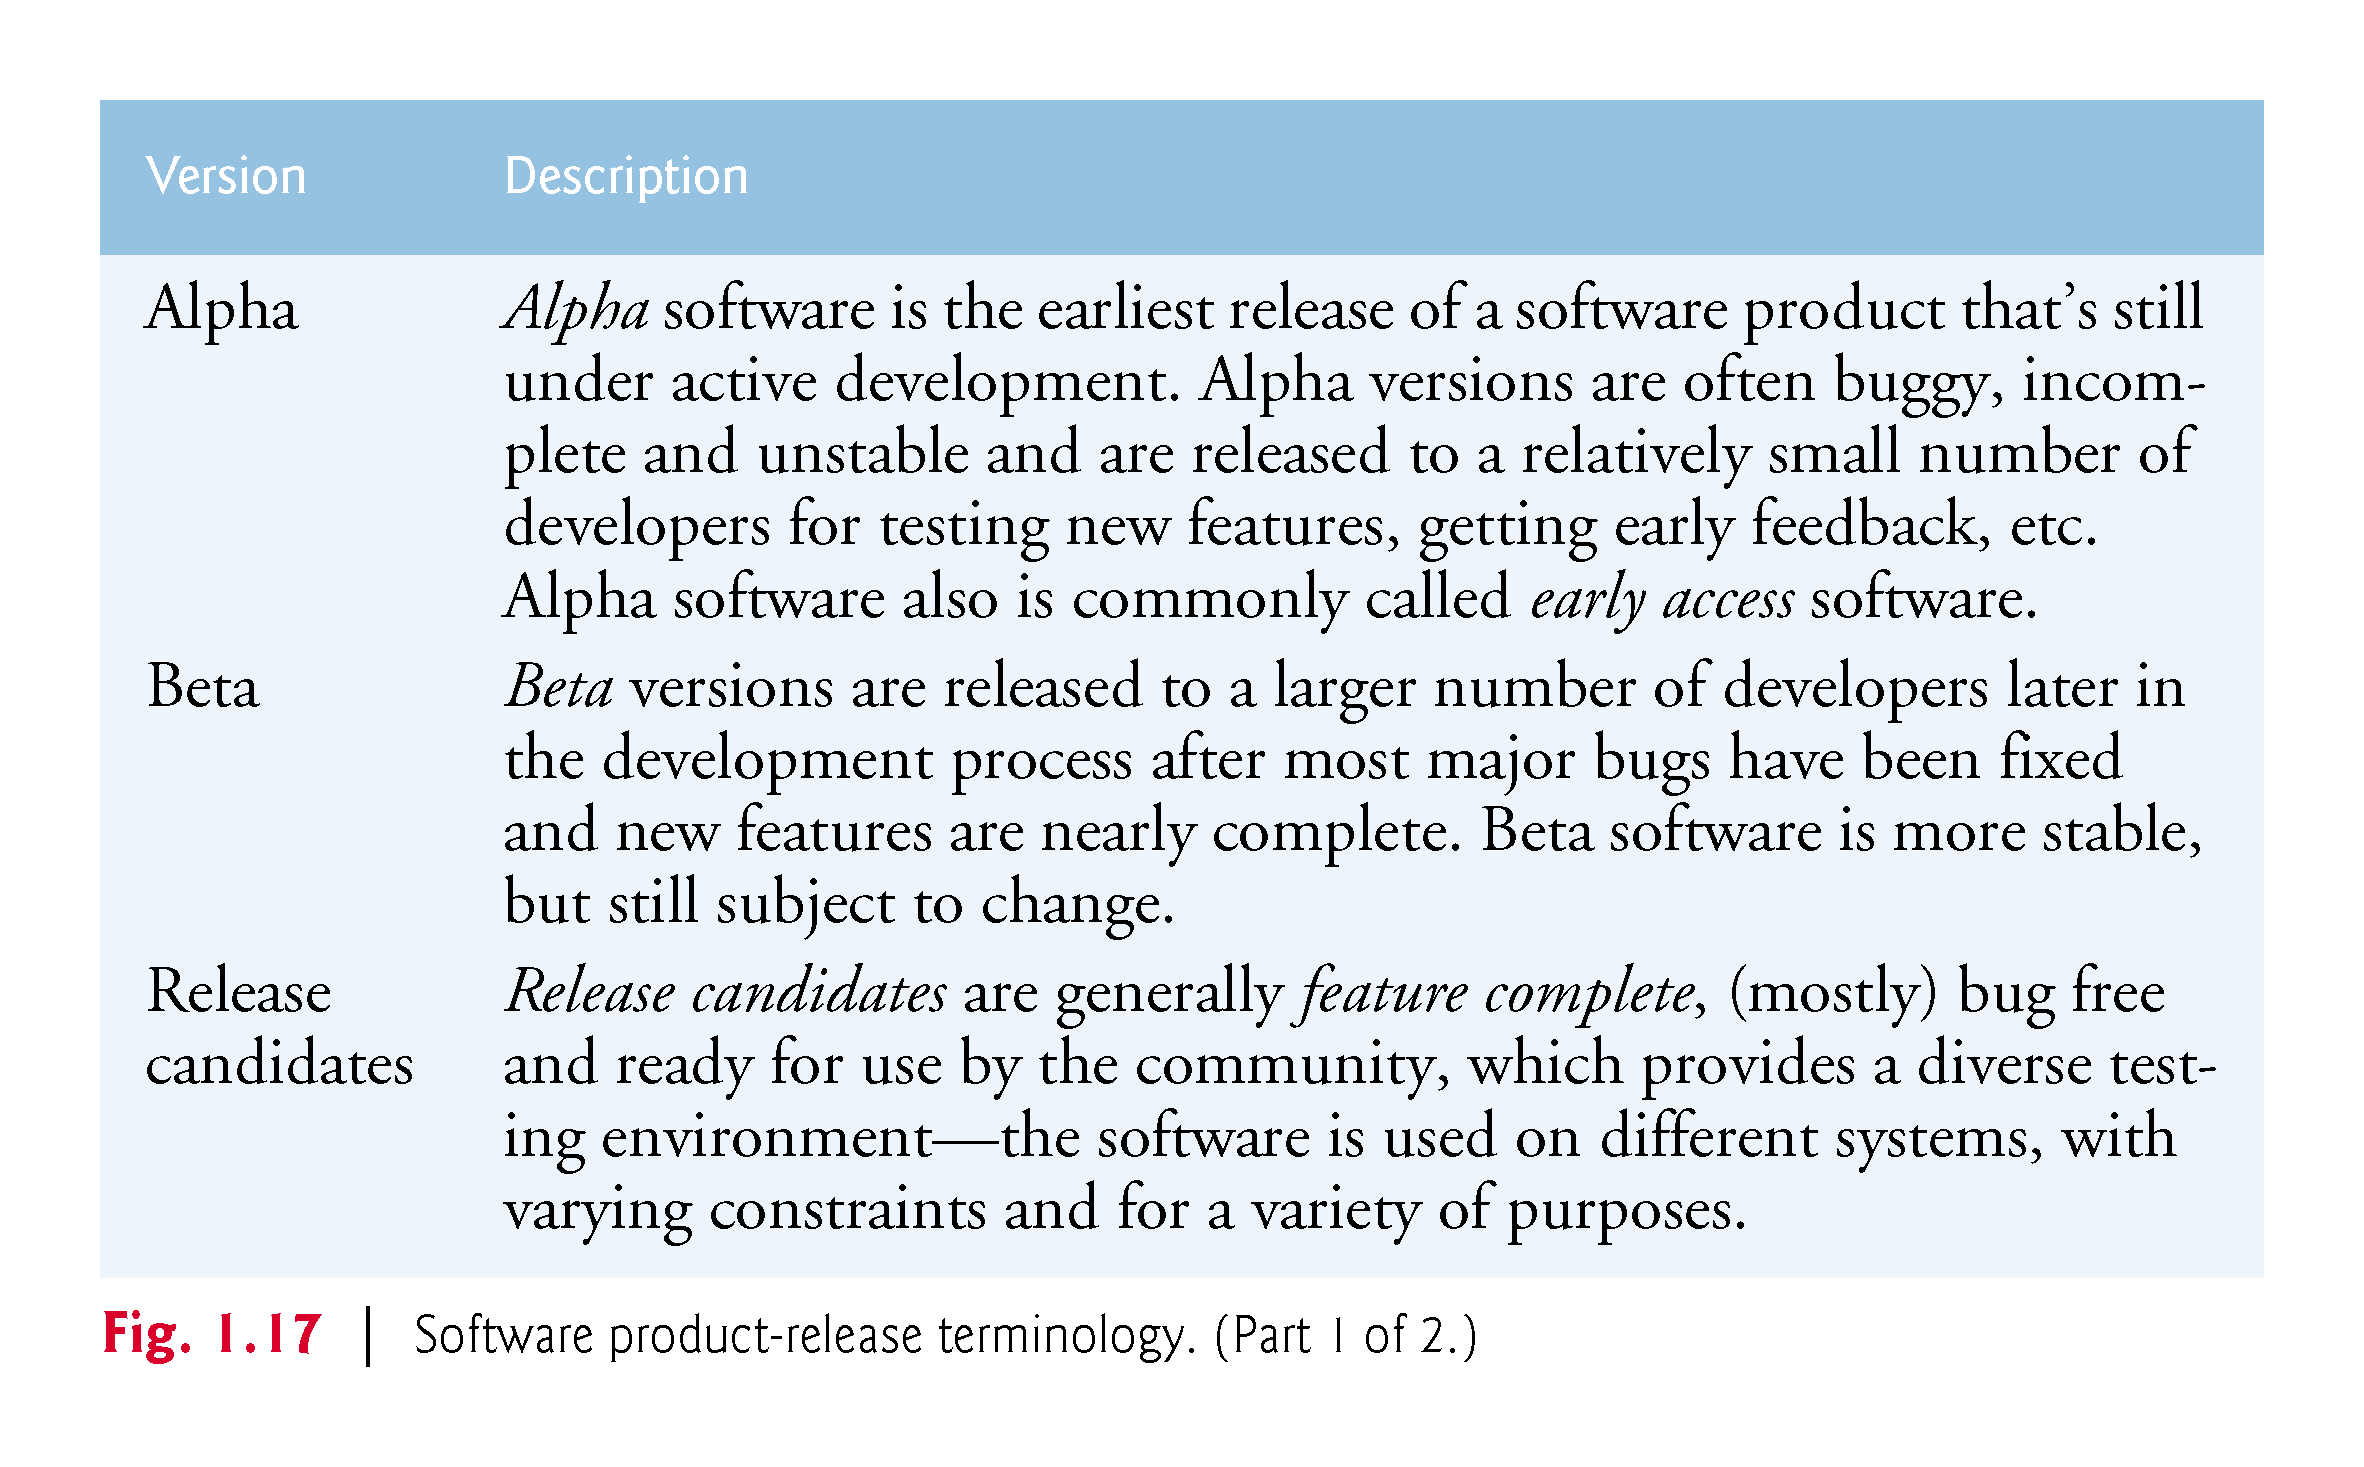 Version Description
Alpha Alpha software is the earliest release of a software product that’s still
under active development. Alpha versions are often buggy, incom-
plete and unstable and are released to a relatively small number of
developers for testing new features, getting early feedback, etc.
Alpha software also is commonly called early access software.
Beta Beta versions are released to a larger number of developers later in
the development process after most major bugs have been fixed
and new features are nearly complete. Beta software is more stable,
but still subject to change.
Release Release candidates are generally feature complete, (mostly) bug free
candidates and ready for use by the community, which provides a diverse test-
ing environment—the software is used on different systems, with
varying constraints and for a variety of purposes.
Fig. 1.17 | Software product-release terminology. (Part 1 of 2.)